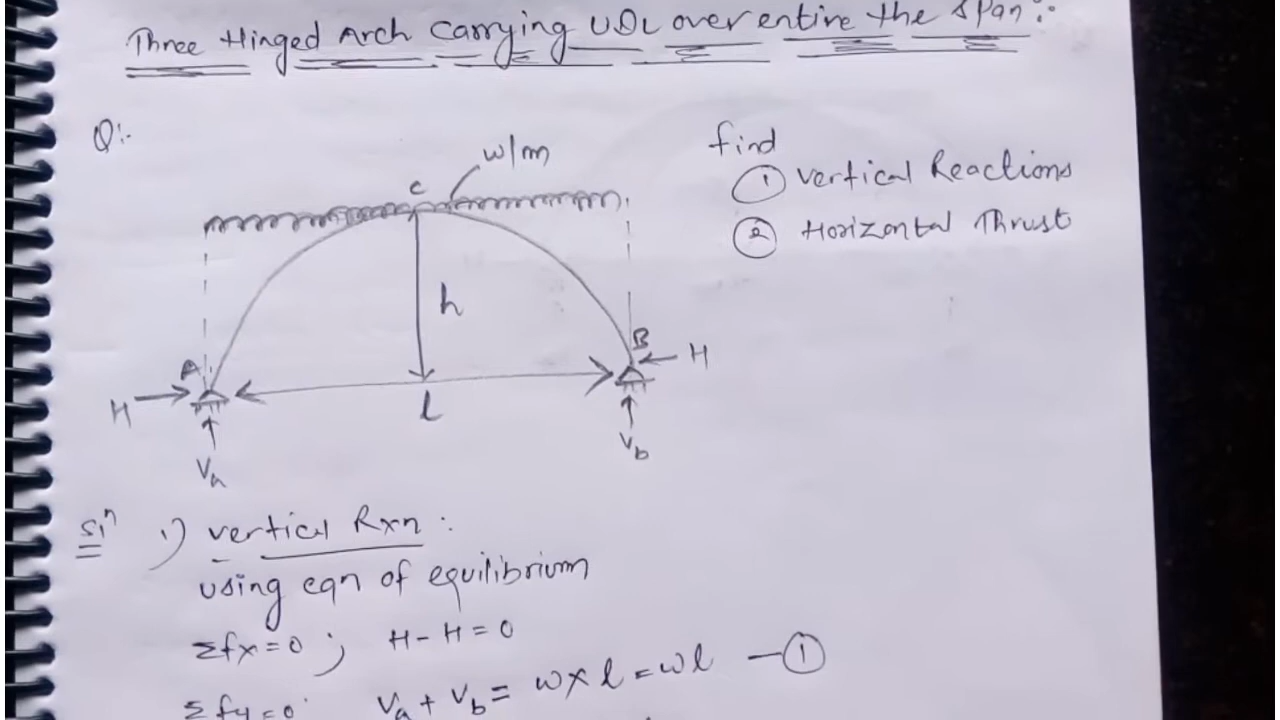 Three Hinged Arch Carrying UDL over entire the span:
Q:-
w/m
find
① vertical Reactions
② Horizontal Thrust
C
h
A
B
H
H
l
Va
Vb
Slⁿ 1) vertical Rxn :
using eqn of equilibrium
Σfx=0 ; H-H=0
Σfy=0 Va + Vb = w×l = wl —①